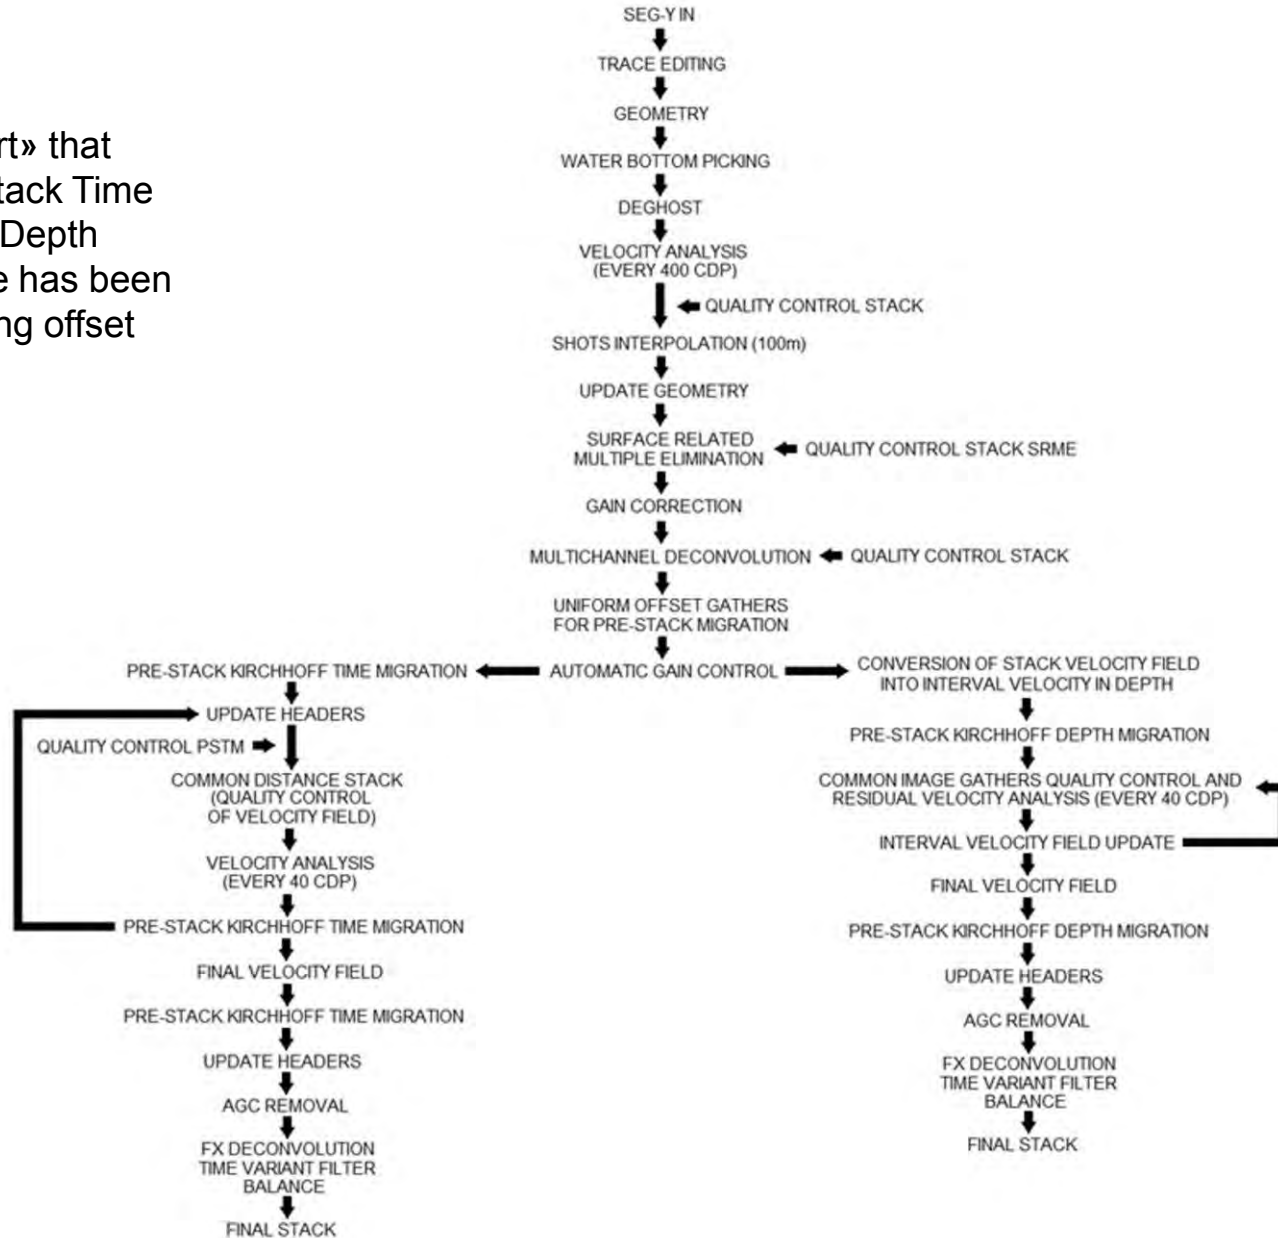 rt» that
tack Time
Depth
e has been
ng offset
SEG-Y IN
TRACE EDITING
GEOMETRY
WATER BOTTOM PICKING
DEGHOST
VELOCITY ANALYSIS
(EVERY 400 CDP)
QUALITY CONTROL STACK
SHOTS INTERPOLATION (100m)
UPDATE GEOMETRY
SURFACE RELATED
MULTIPLE ELIMINATION
QUALITY CONTROL STACK SRME
GAIN CORRECTION
MULTICHANNEL DECONVOLUTION
QUALITY CONTROL STACK
UNIFORM OFFSET GATHERS
FOR PRE-STACK MIGRATION
AUTOMATIC GAIN CONTROL
PRE-STACK KIRCHHOFF TIME MIGRATION
UPDATE HEADERS
QUALITY CONTROL PSTM
COMMON DISTANCE STACK
(QUALITY CONTROL
OF VELOCITY FIELD)
VELOCITY ANALYSIS
(EVERY 40 CDP)
PRE-STACK KIRCHHOFF TIME MIGRATION
FINAL VELOCITY FIELD
PRE-STACK KIRCHHOFF TIME MIGRATION
UPDATE HEADERS
AGC REMOVAL
FX DECONVOLUTION
TIME VARIANT FILTER
BALANCE
FINAL STACK
CONVERSION OF STACK VELOCITY FIELD
INTO INTERVAL VELOCITY IN DEPTH
PRE-STACK KIRCHHOFF DEPTH MIGRATION
COMMON IMAGE GATHERS QUALITY CONTROL AND
RESIDUAL VELOCITY ANALYSIS (EVERY 40 CDP)
INTERVAL VELOCITY FIELD UPDATE
FINAL VELOCITY FIELD
PRE-STACK KIRCHHOFF DEPTH MIGRATION
UPDATE HEADERS
AGC REMOVAL
FX DECONVOLUTION
TIME VARIANT FILTER
BALANCE
FINAL STACK